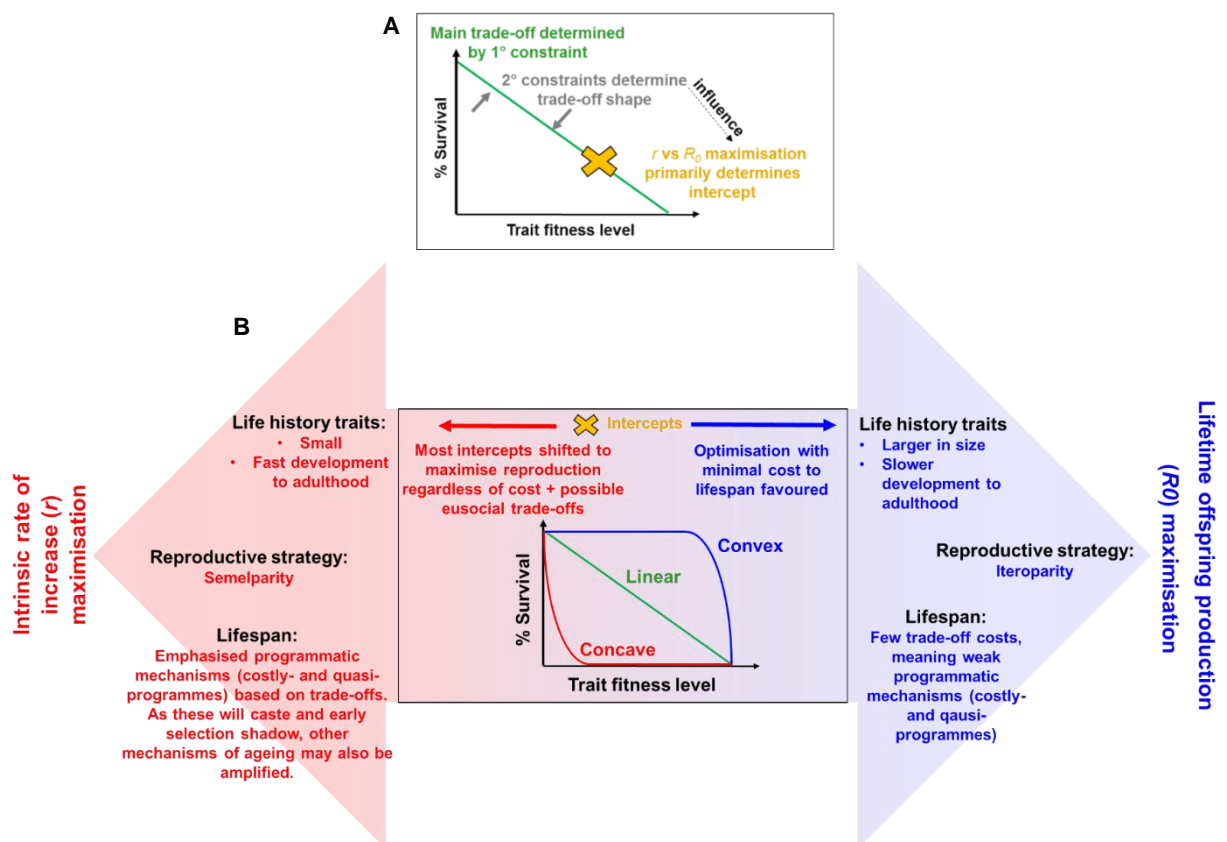 A
Main trade-off determined
by 1° constraint
2° constraints determine
trade-off shape
influence
r vs R0 maximisation
primarily determines
intercept
% Survival
Trait fitness level
B
Intrinsic rate of
increase (r)
maximisation
Life history traits:
• Small
• Fast development
to adulthood
Reproductive strategy:
Semelparity
Lifespan:
Emphasised programmatic
mechanisms (costly- and quasi-
programmes) based on trade-offs.
As these will caste and early
selection shadow, other
mechanisms of ageing may also be
amplified.
Intercepts
Most intercepts shifted to
maximise reproduction
regardless of cost + possible
eusocial trade-offs
Optimisation with
minimal cost to
lifespan favoured
Convex
Linear
Concave
% Survival
Trait fitness level
Life history traits
• Larger in size
• Slower
development to
adulthood
Reproductive strategy:
Iteroparity
Lifespan:
Few trade-off costs,
meaning weak
programmatic
mechanisms (costly-
and qausi-
programmes)
Lifetime offspring production
(R0) maximisation